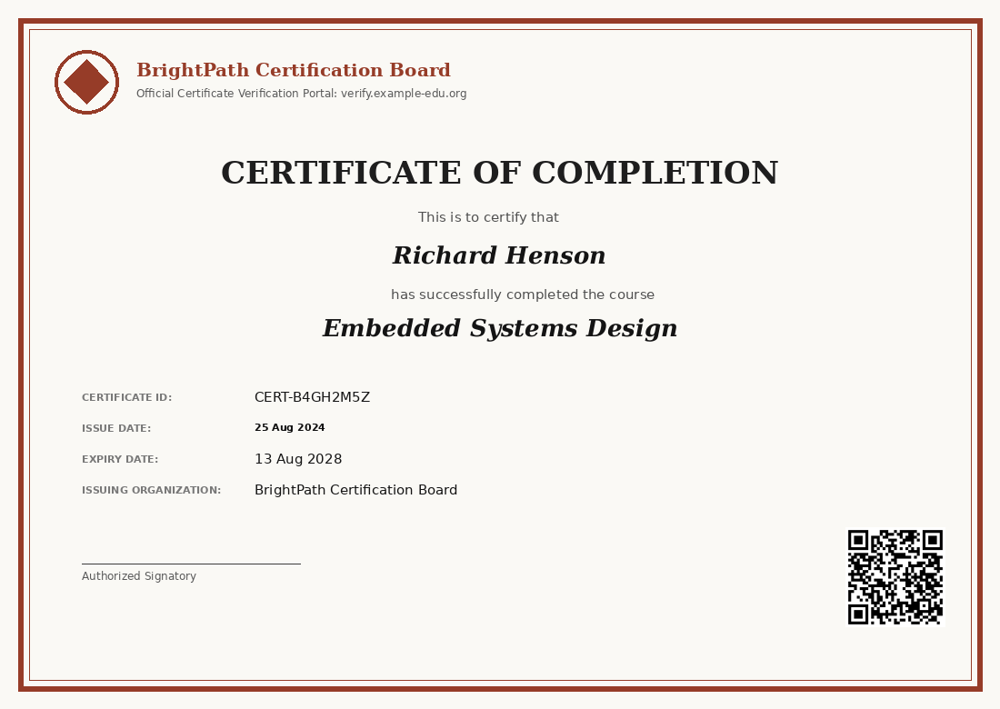 BrightPath Certification Board
Official Certificate Verification Portal: verify.example-edu.org
CERTIFICATE OF COMPLETION
This is to certify that
Richard Henson
has successfully completed the course
Embedded Systems Design
CERTIFICATE ID: CERT-B4GH2M5Z
ISSUE DATE: 25 Aug 2024
EXPIRY DATE: 13 Aug 2028
ISSUING ORGANIZATION: BrightPath Certification Board
Authorized Signatory